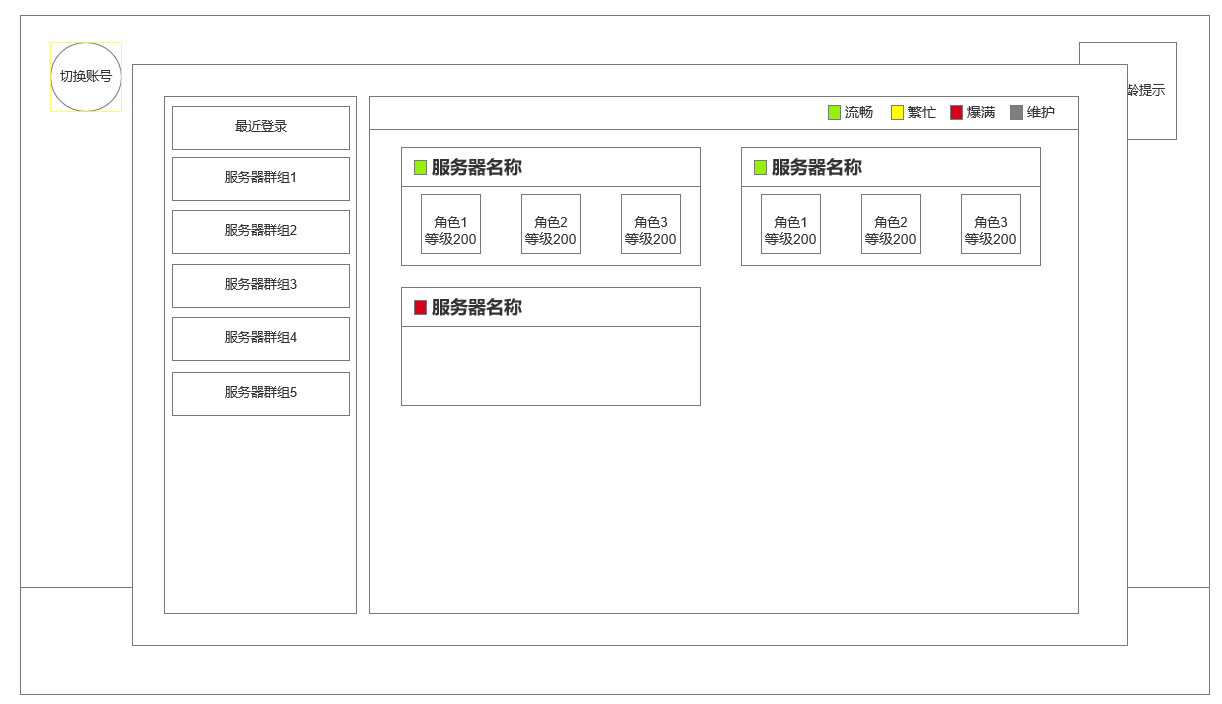 切换账号
龄提示
最近登录
服务器群组1
服务器群组2
服务器群组3
服务器群组4
服务器群组5
流畅 繁忙 爆满 维护
服务器名称
角色1
等级200
角色2
等级200
角色3
等级200
服务器名称
角色1
等级200
角色2
等级200
角色3
等级200
服务器名称